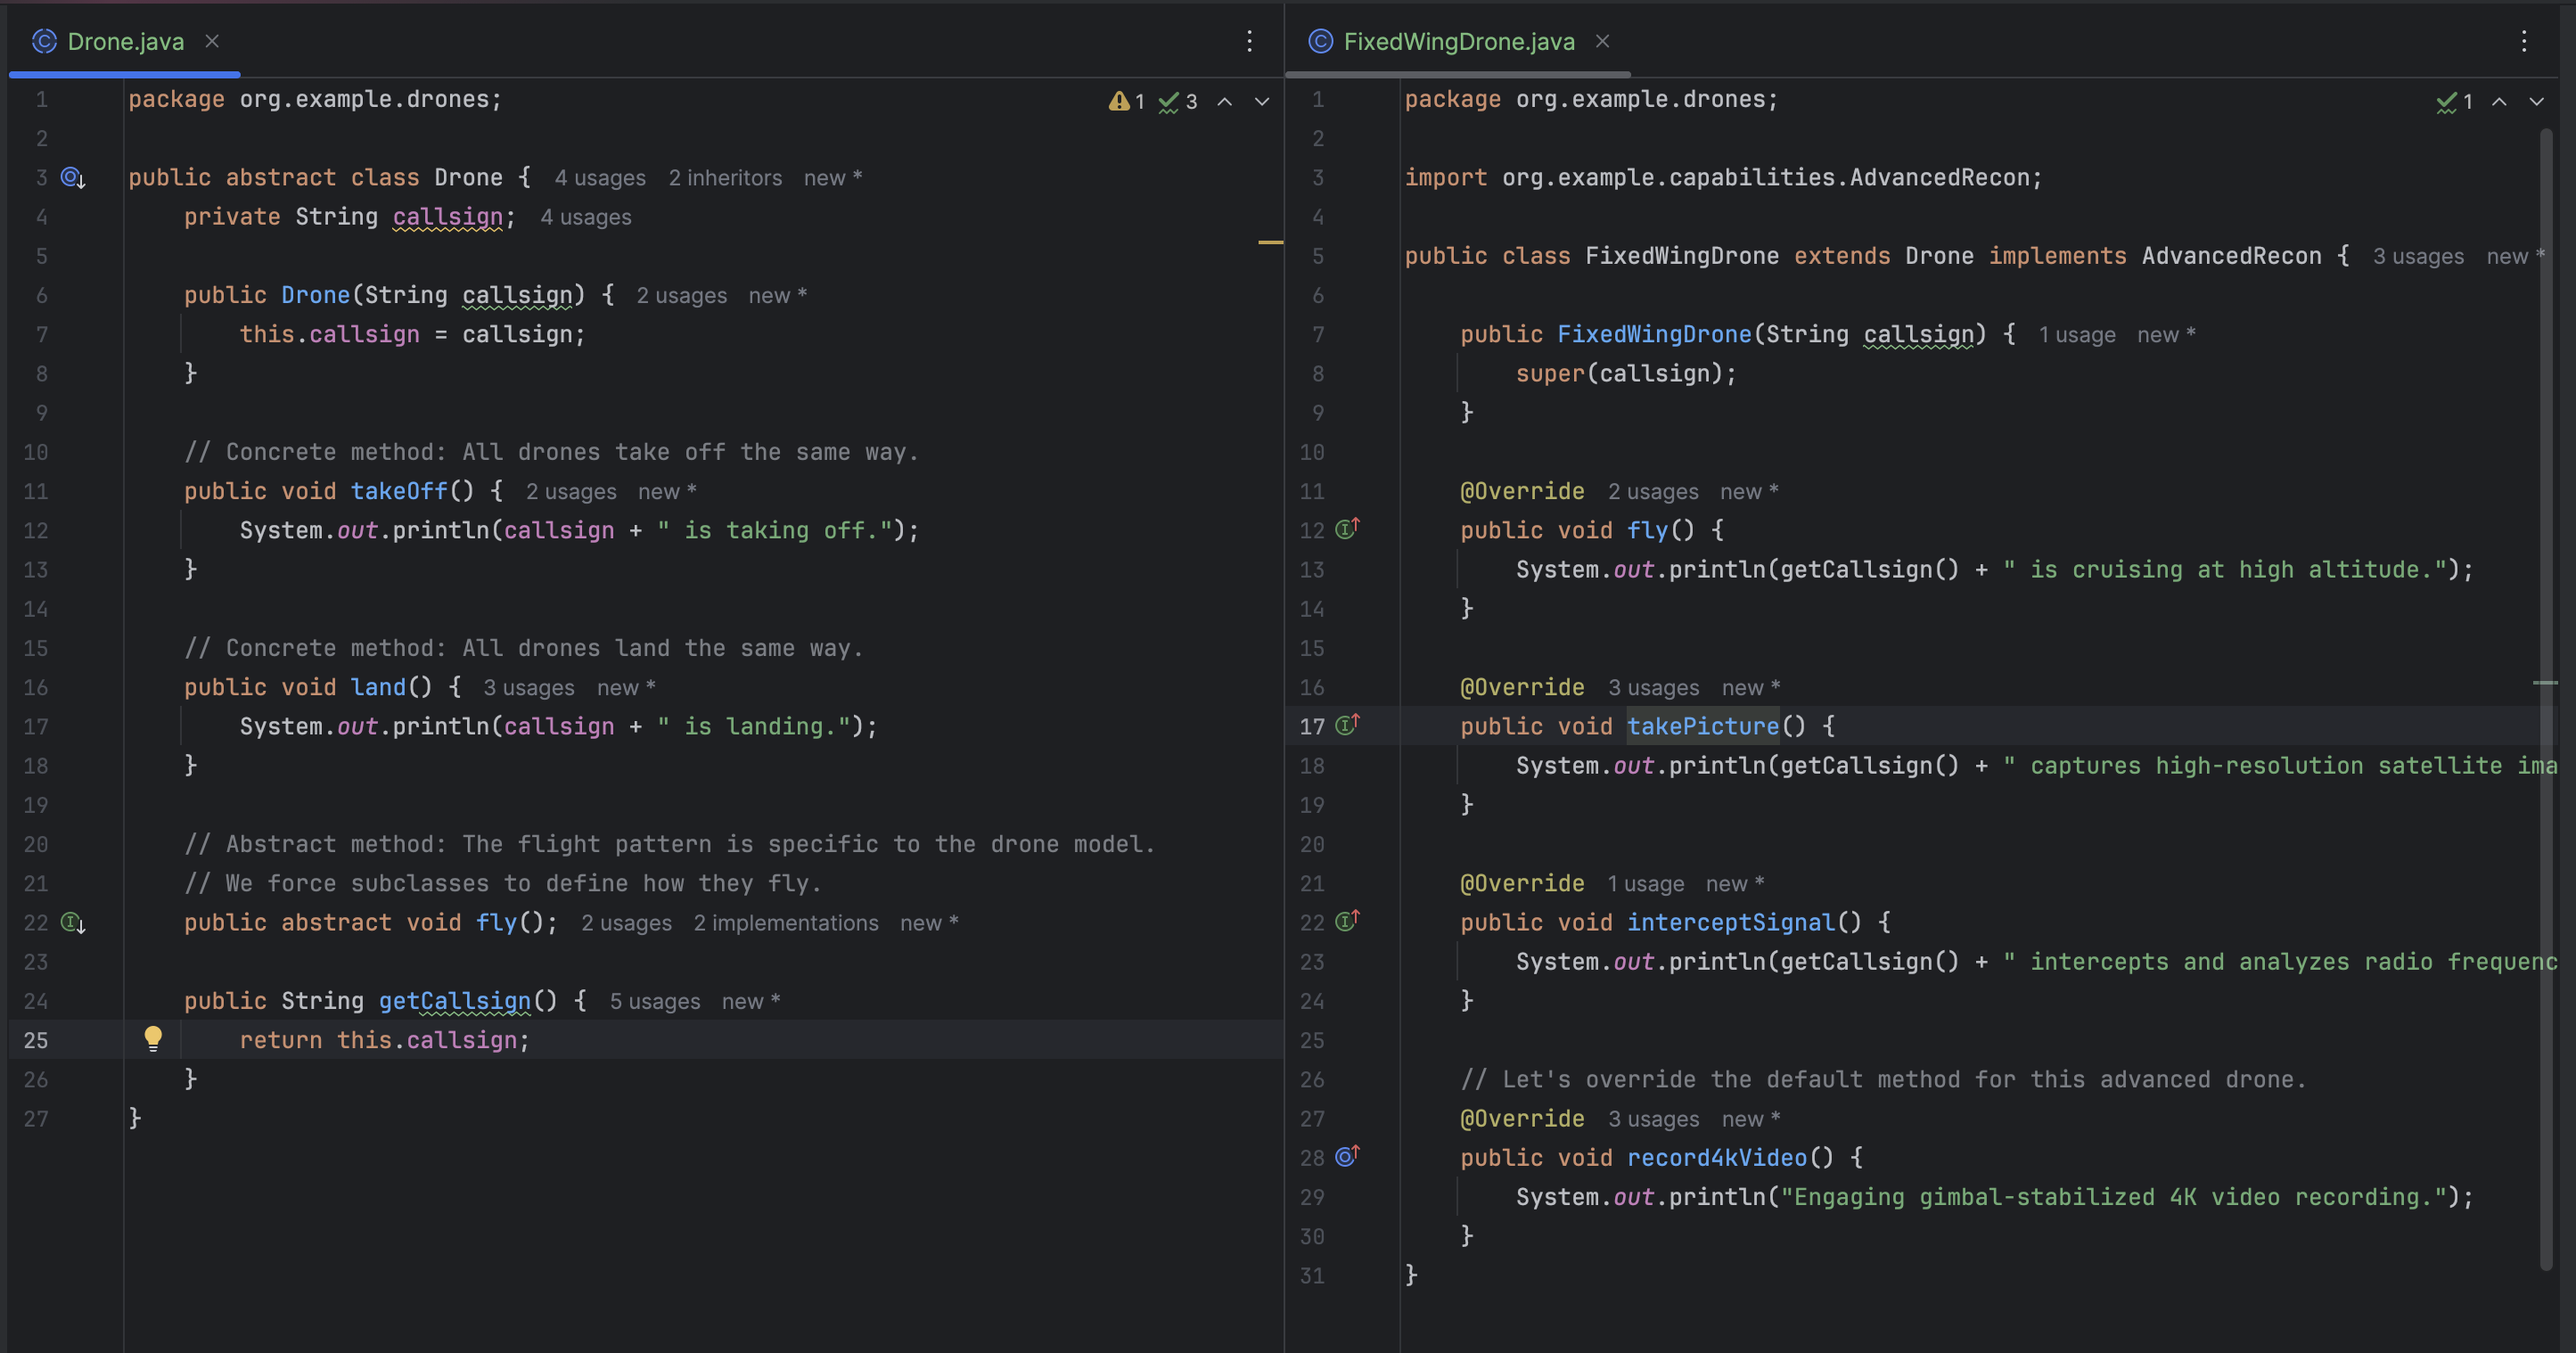 Drone.java
1 package org.example.drones;
2
3 public abstract class Drone { 4 usages 2 inheritors new *
4 private String callsign; 4 usages
5
6 public Drone(String callsign) { 2 usages new *
7 this.callsign = callsign;
8 }
9
10 // Concrete method: All drones take off the same way.
11 public void takeOff() { 2 usages new *
12 System.out.println(callsign + " is taking off.");
13 }
14
15 // Concrete method: All drones land the same way.
16 public void land() { 3 usages new *
17 System.out.println(callsign + " is landing.");
18 }
19
20 // Abstract method: The flight pattern is specific to the drone model.
21 // We force subclasses to define how they fly.
22 public abstract void fly(); 2 usages 2 implementations new *
23
24 public String getCallsign() { 5 usages new *
25 return this.callsign;
26 }
27 }
1 3
FixedWingDrone.java
1 package org.example.drones;
2
3 import org.example.capabilities.AdvancedRecon;
4
5 public class FixedWingDrone extends Drone implements AdvancedRecon { 3 usages new *
6
7 public FixedWingDrone(String callsign) { 1 usage new *
8 super(callsign);
9 }
10
11 @Override 2 usages new *
12 public void fly() {
13 System.out.println(getCallsign() + " is cruising at high altitude.");
14 }
15
16 @Override 3 usages new *
17 public void takePicture() {
18 System.out.println(getCallsign() + " captures high-resolution satellite ima
19 }
20
21 @Override 1 usage new *
22 public void interceptSignal() {
23 System.out.println(getCallsign() + " intercepts and analyzes radio frequenc
24 }
25
26 // Let's override the default method for this advanced drone.
27 @Override 3 usages new *
28 public void record4kVideo() {
29 System.out.println("Engaging gimbal-stabilized 4K video recording.");
30 }
31 }
1